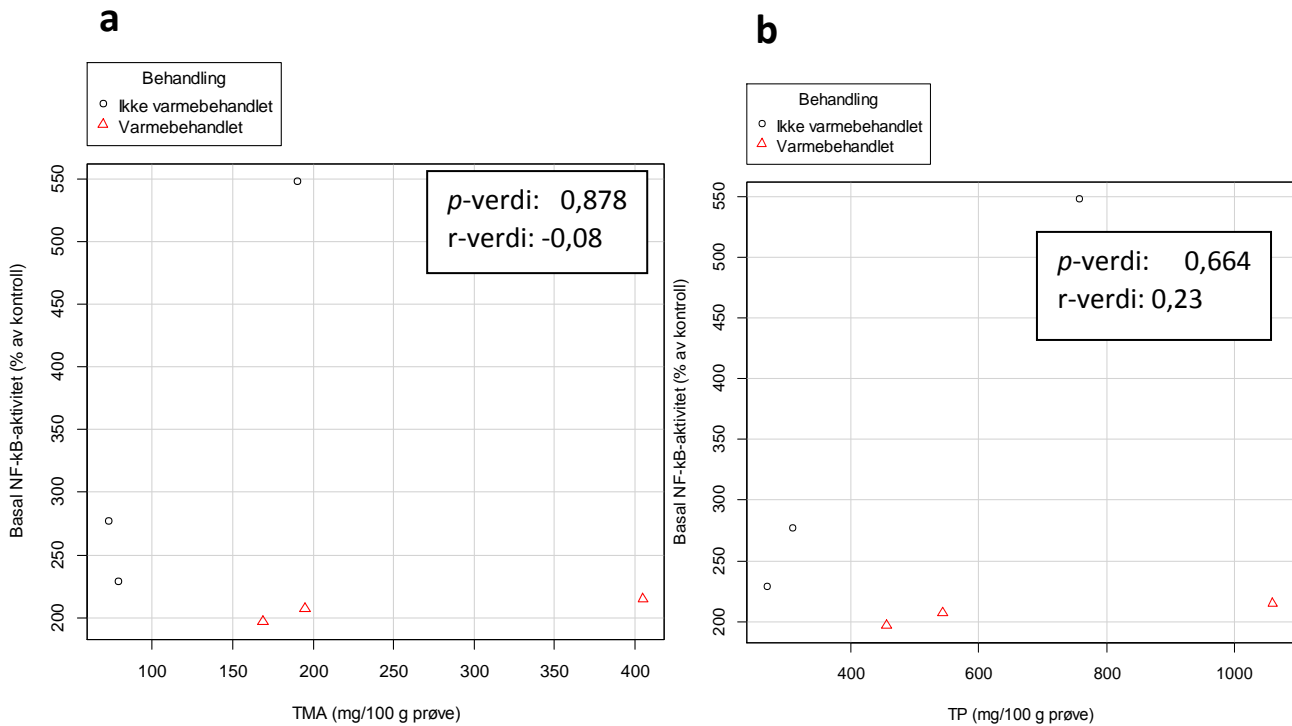 a
Behandling
Ikke varmebehandlet
Varmebehandlet
p-verdi: 0,878
r-verdi: -0,08
550
500
450
400
350
300
250
200
Basal NF-kB-aktivitet (% av kontroll)
100 150 200 250 300 350 400
TMA (mg/100 g prøve)
b
Behandling
Ikke varmebehandlet
Varmebehandlet
p-verdi: 0,664
r-verdi: 0,23
550
500
450
400
350
300
250
200
Basal NF-kB-aktivitet (% av kontroll)
400 600 800 1000
TP (mg/100 g prøve)